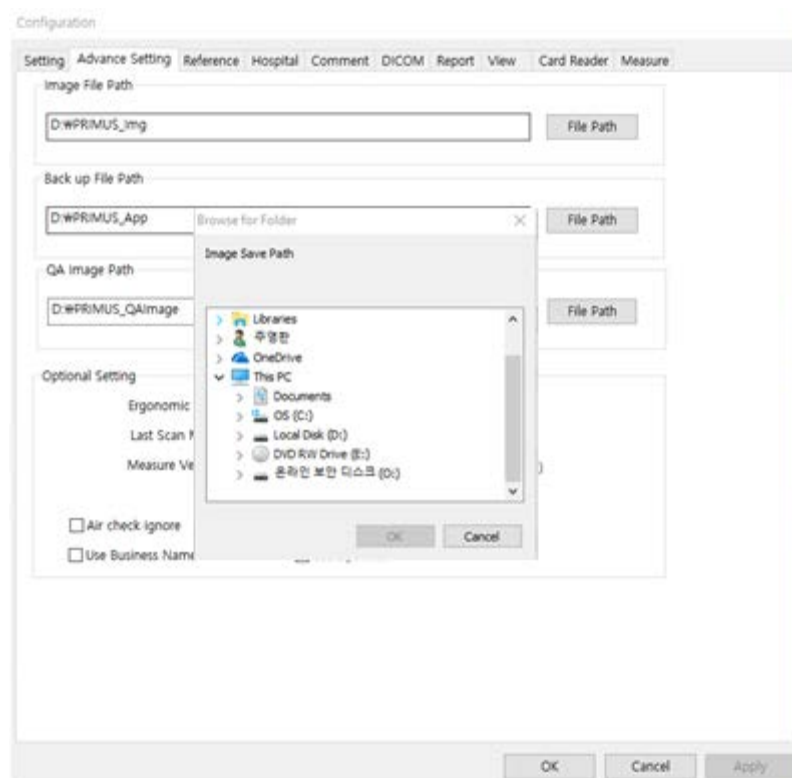 Configuration
Setting Advance Setting Reference Hospital Comment DICOM Report View Card Reader Measure
Image File Path
D:₩PRIMUS_Img File Path
Back up File Path
D:₩PRIMUS_App File Path
Browse for Folder
Image Save Path
QA Image Path
D:₩PRIMUS_QAImage File Path
Libraries
주영판
OneDrive
This PC
Documents
OS (C:)
Local Disk (D:)
DVD RW Drive (E:)
온라인 보안 디스크 (O:)
Optional Setting
Ergonomic
Last Scan
Measure
Air check ignore
OK Cancel
Use Business Name
OK Cancel Apply